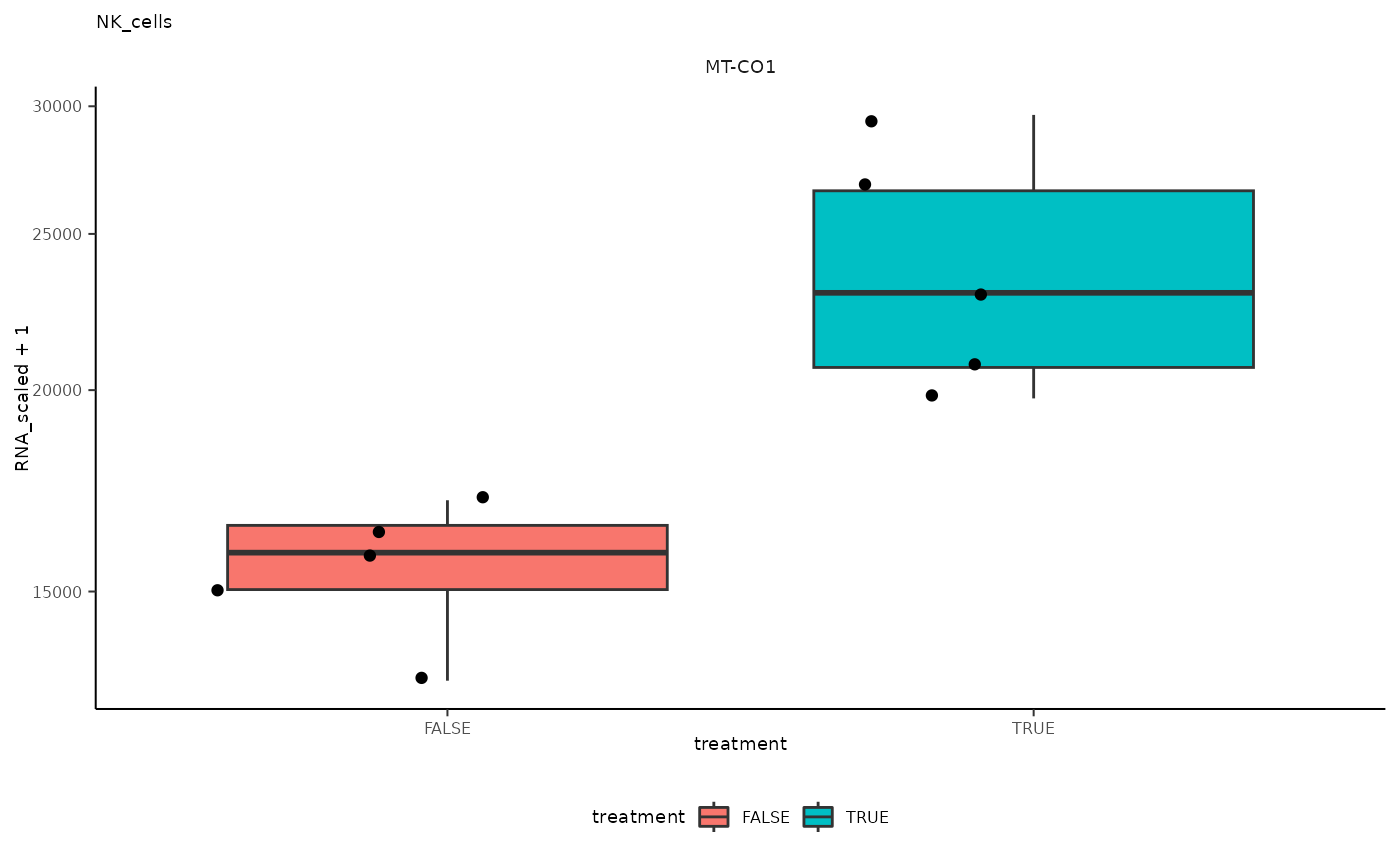 NK_cells
MT-CO1
RNA_scaled + 1
30000
25000
20000
15000
FALSE
TRUE
treatment
treatment FALSE TRUE